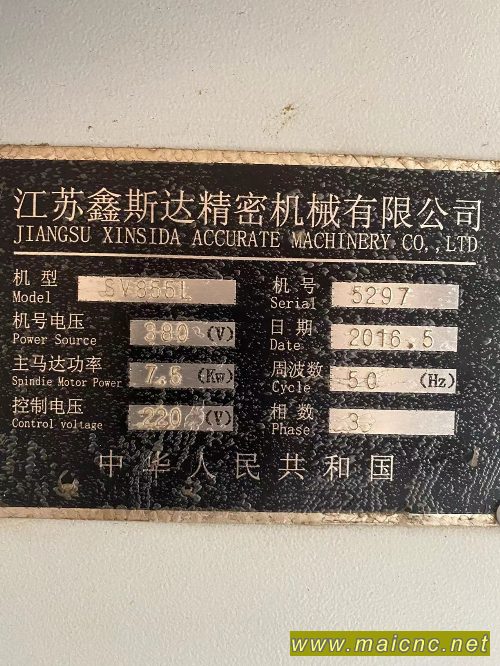 江苏鑫斯达精密机械有限公司
JIANGSU XINSIDA ACCURATE MACHINERY CO,.LTD
机型 SV855L 机号 5297
Model Serial
机号电压 380 (V) 日期 2016.5
Power Source Date
主马达功率 7.5 (Kw) 周波数 50 (Hz)
Spindie Motor Power Cycle
控制电压 220 (V) 相数 3
Control voltage Phase
中华人民共和国
www.maicnc.net